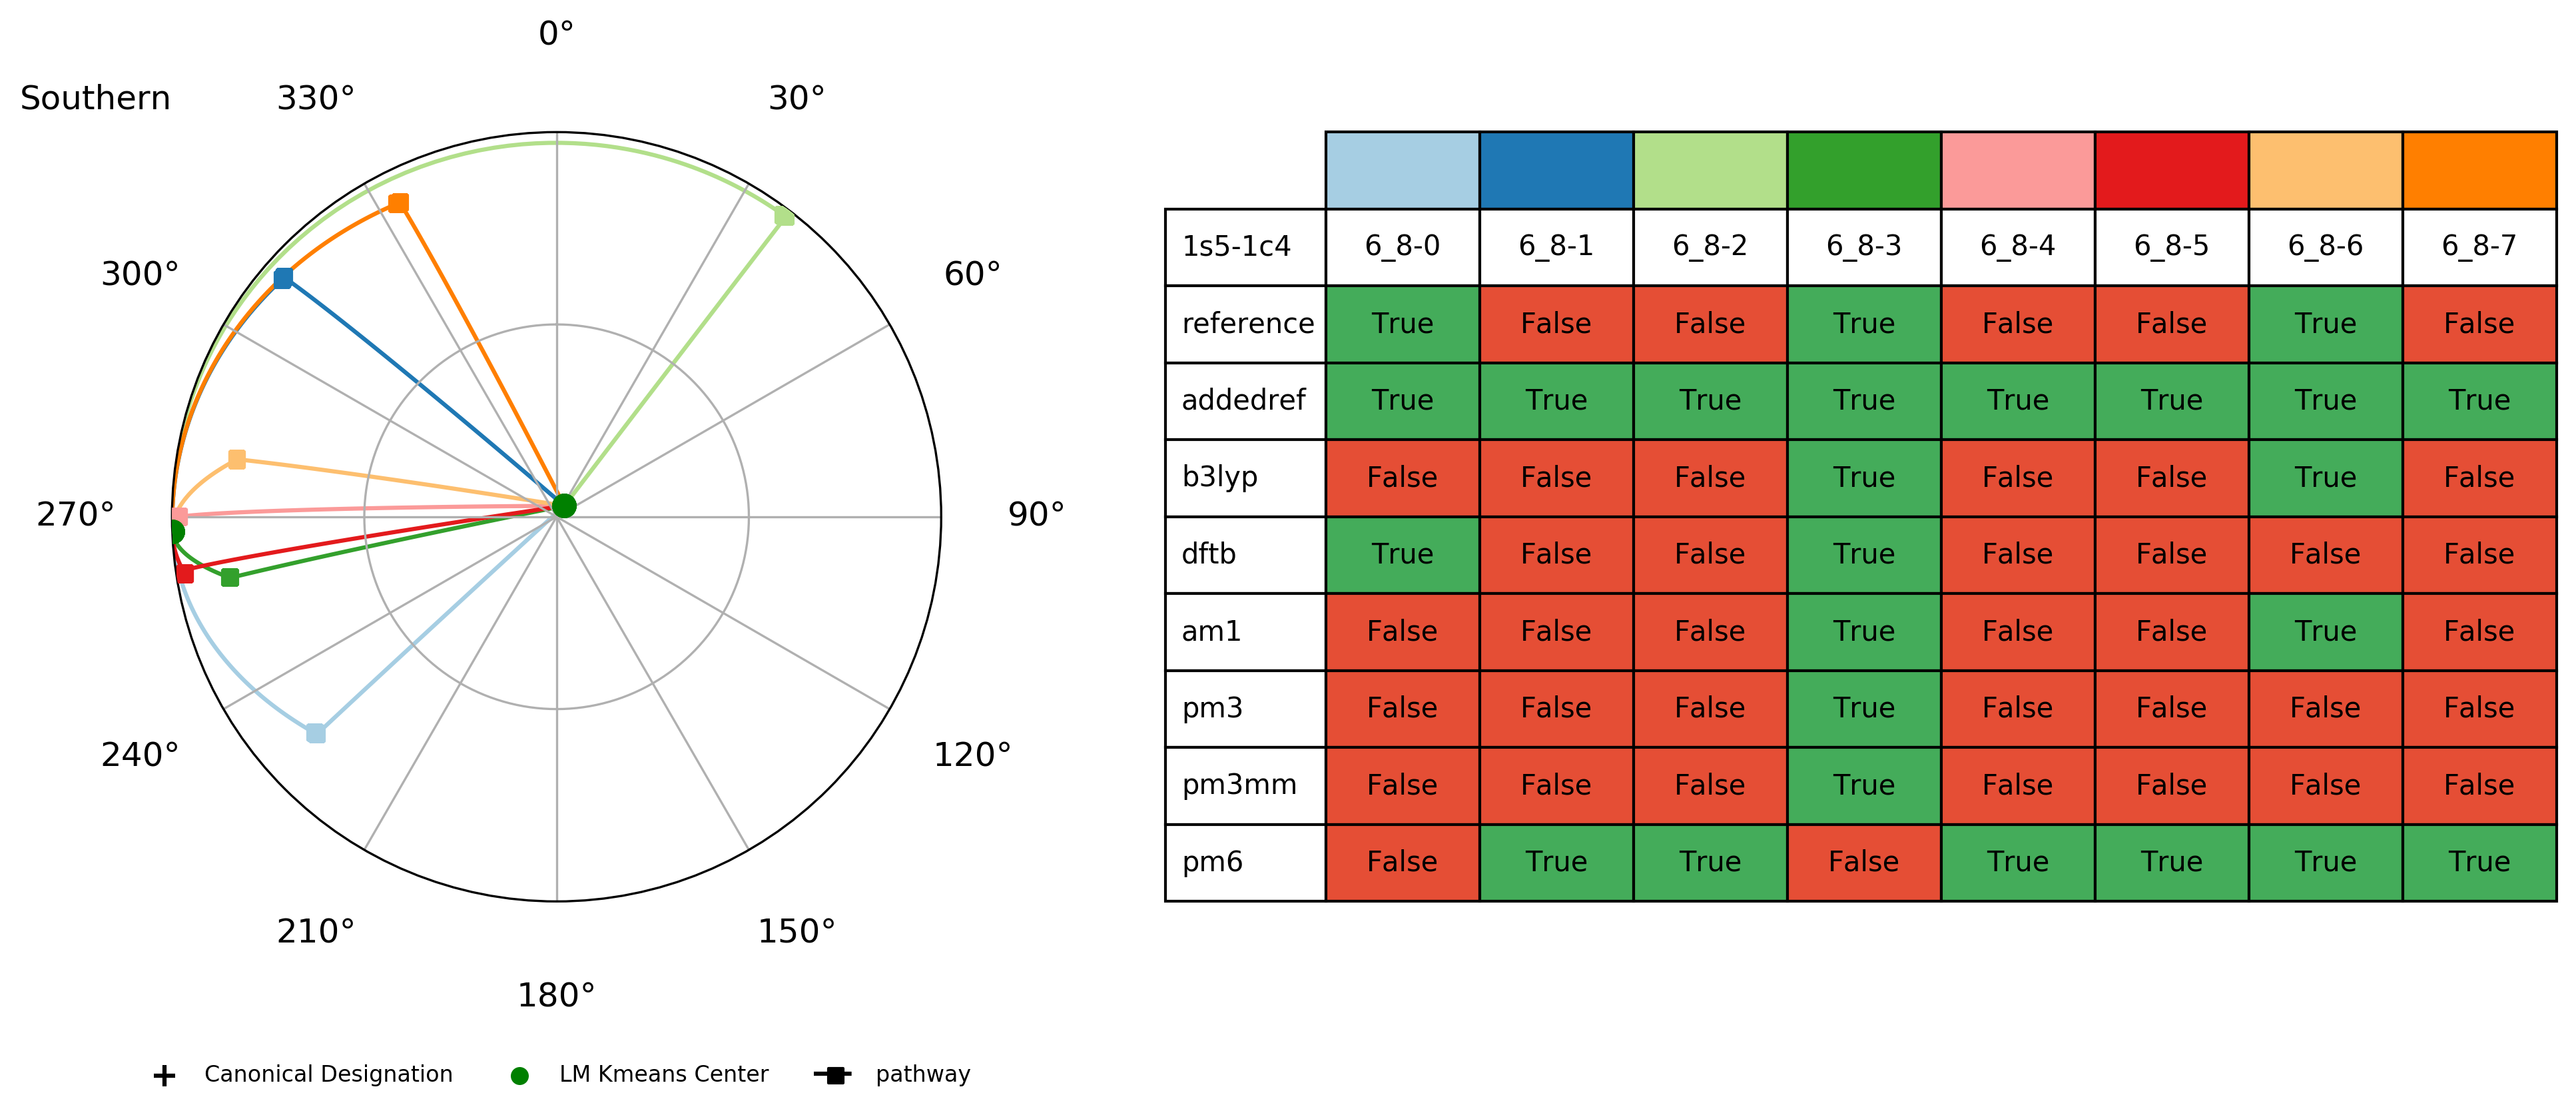 0°
Southern 330° 30°
300° 60°
270° 90°
240° 120°
210° 150°
180°
Canonical Designation LM Kmeans Center pathway
1s5-1c4 6_8-0 6_8-1 6_8-2 6_8-3 6_8-4 6_8-5 6_8-6 6_8-7
reference True False False True False False True False
addedref True True True True True True True True
b3lyp False False False True False False True False
dftb True False False True False False False False
am1 False False False True False False True False
pm3 False False False True False False False False
pm3mm False False False True False False False False
pm6 False True True False True True True True